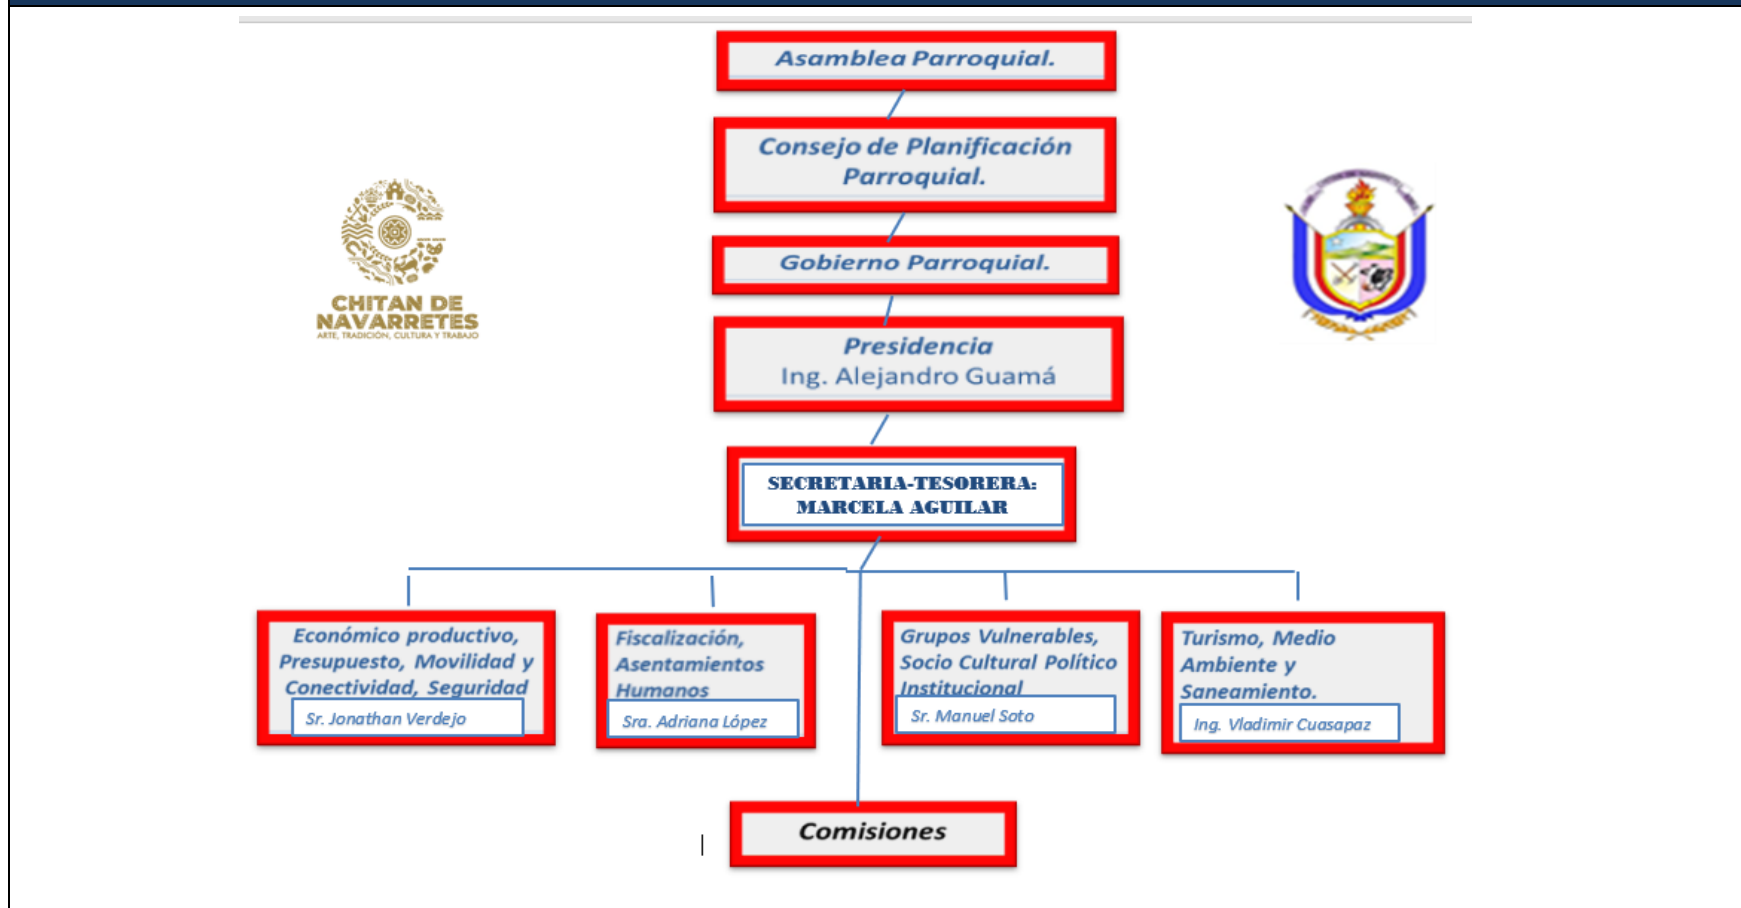 Asamblea Parroquial.
Consejo de Planificación
Parroquial.
Gobierno Parroquial.
CHITAN DE
NAVARRETES
ARTE, TRADICIÓN, CULTURA Y TRABAJO
Presidencia
Ing. Alejandro Guamá
SECRETARIA-TESORERA:
MARCELA AGUILAR
Económico productivo,
Presupuesto, Movilidad y
Conectividad, Seguridad
Sr. Jonathan Verdejo
Fiscalización,
Asentamientos
Humanos
Sra. Adriana López
Grupos Vulnerables,
Socio Cultural Político
Institucional
Sr. Manuel Soto
Turismo, Medio
Ambiente y
Saneamiento.
Ing. Vladimir Cuasapaz
Comisiones